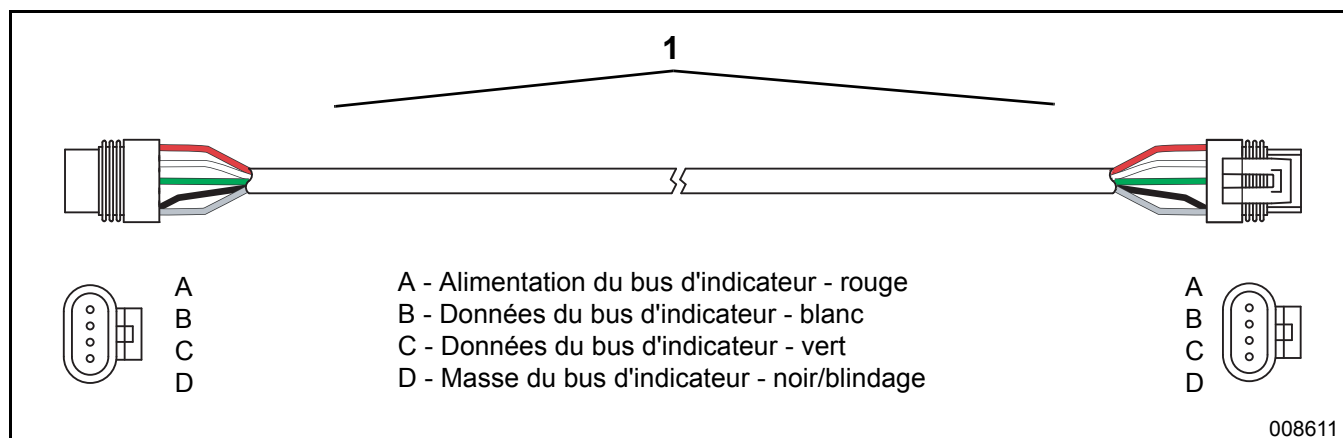 1
A
B
C
D
A - Alimentation du bus d'indicateur - rouge
B - Données du bus d'indicateur - blanc
C - Données du bus d'indicateur - vert
D - Masse du bus d'indicateur - noir/blindage
A
B
C
D
008611